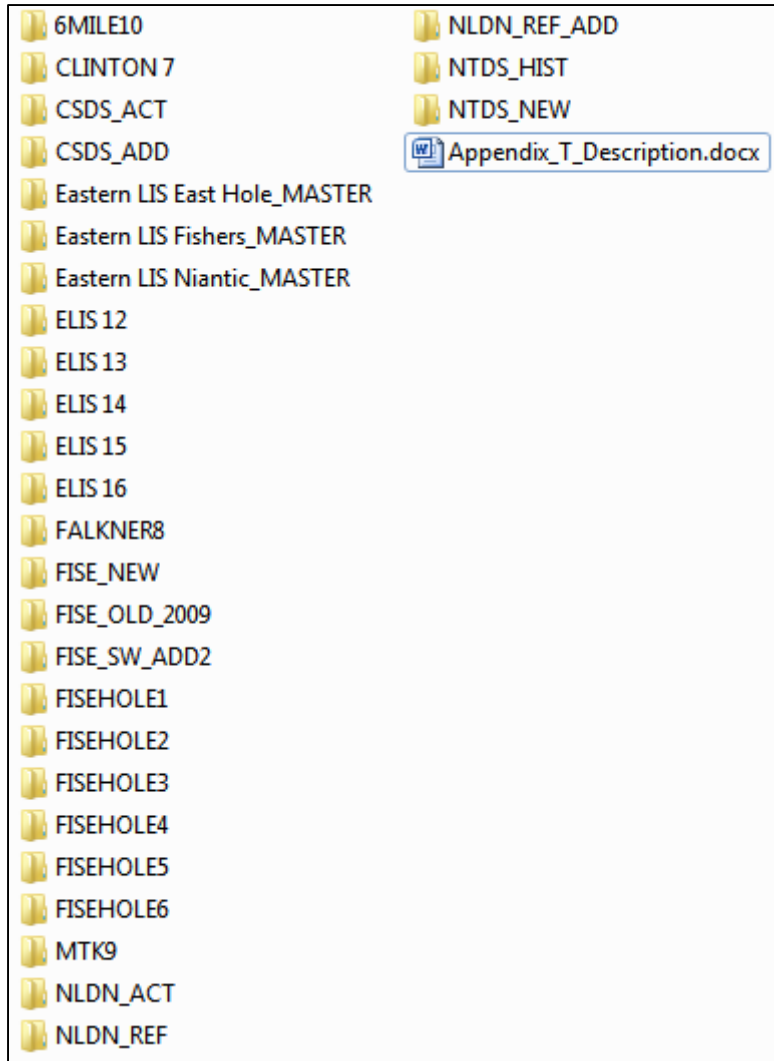 6MILE10
CLINTON 7
CSDS_ACT
CSDS_ADD
Eastern LIS East Hole_MASTER
Eastern LIS Fishers_MASTER
Eastern LIS Niantic_MASTER
ELIS 12
ELIS 13
ELIS 14
ELIS 15
ELIS 16
FALKNER8
FISE_NEW
FISE_OLD_2009
FISE_SW_ADD2
FISEHOLE1
FISEHOLE2
FISEHOLE3
FISEHOLE4
FISEHOLE5
FISEHOLE6
MTK9
NLDN_ACT
NLDN_REF
NLDN_REF_ADD
NTDS_HIST
NTDS_NEW
Appendix_T_Description.docx